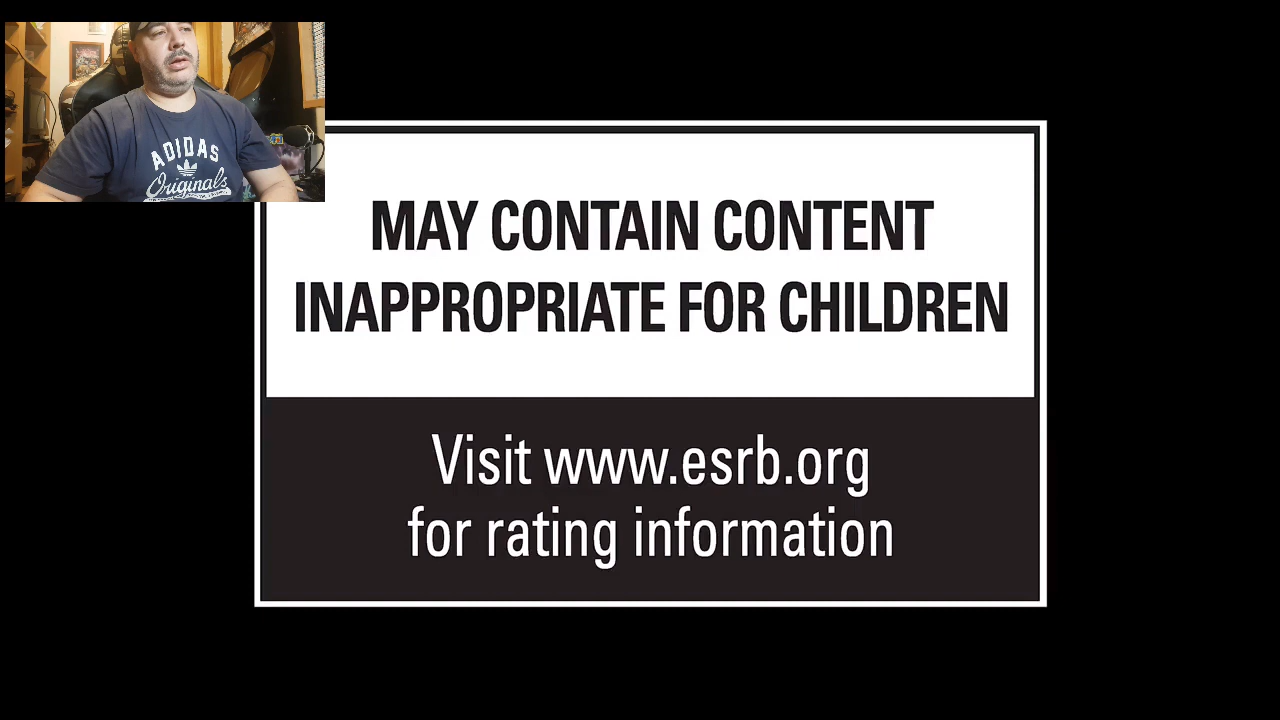 ADIDAS
Originals
MAY CONTAIN CONTENT
INAPPROPRIATE FOR CHILDREN
Visit www.esrb.org
for rating information